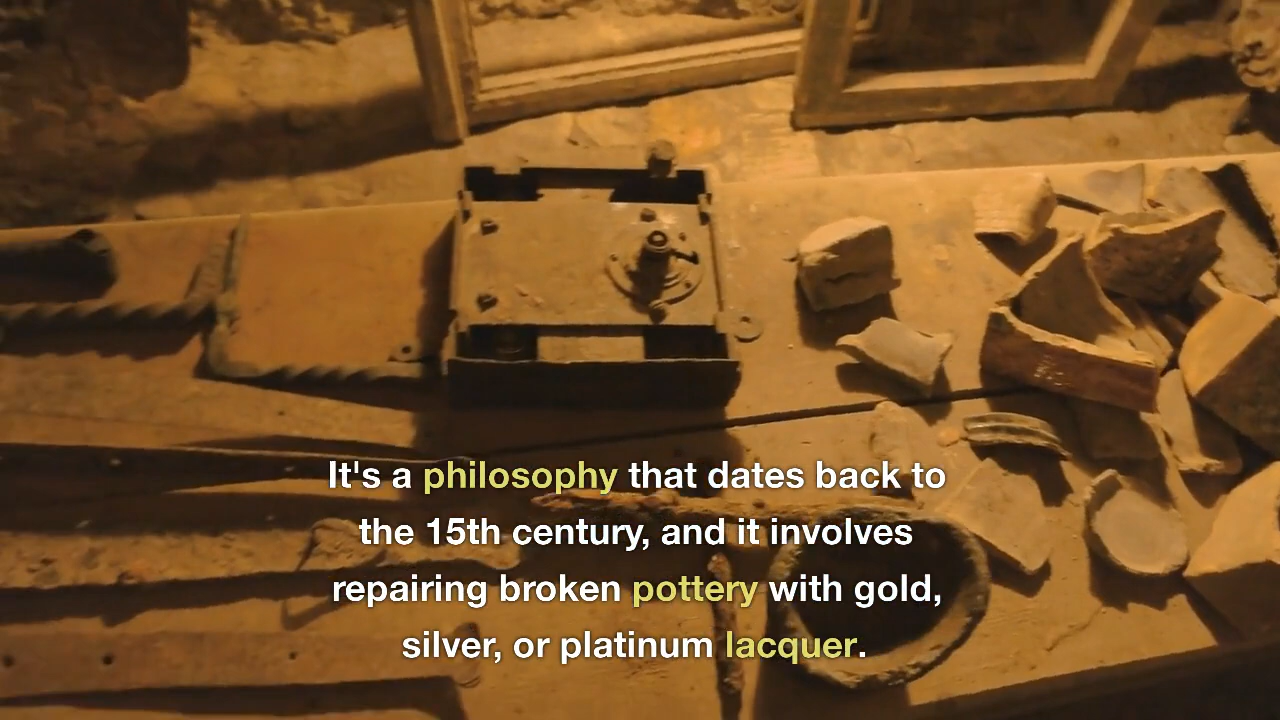 It's a philosophy that dates back to
the 15th century, and it involves
repairing broken pottery with gold,
silver, or platinum lacquer.